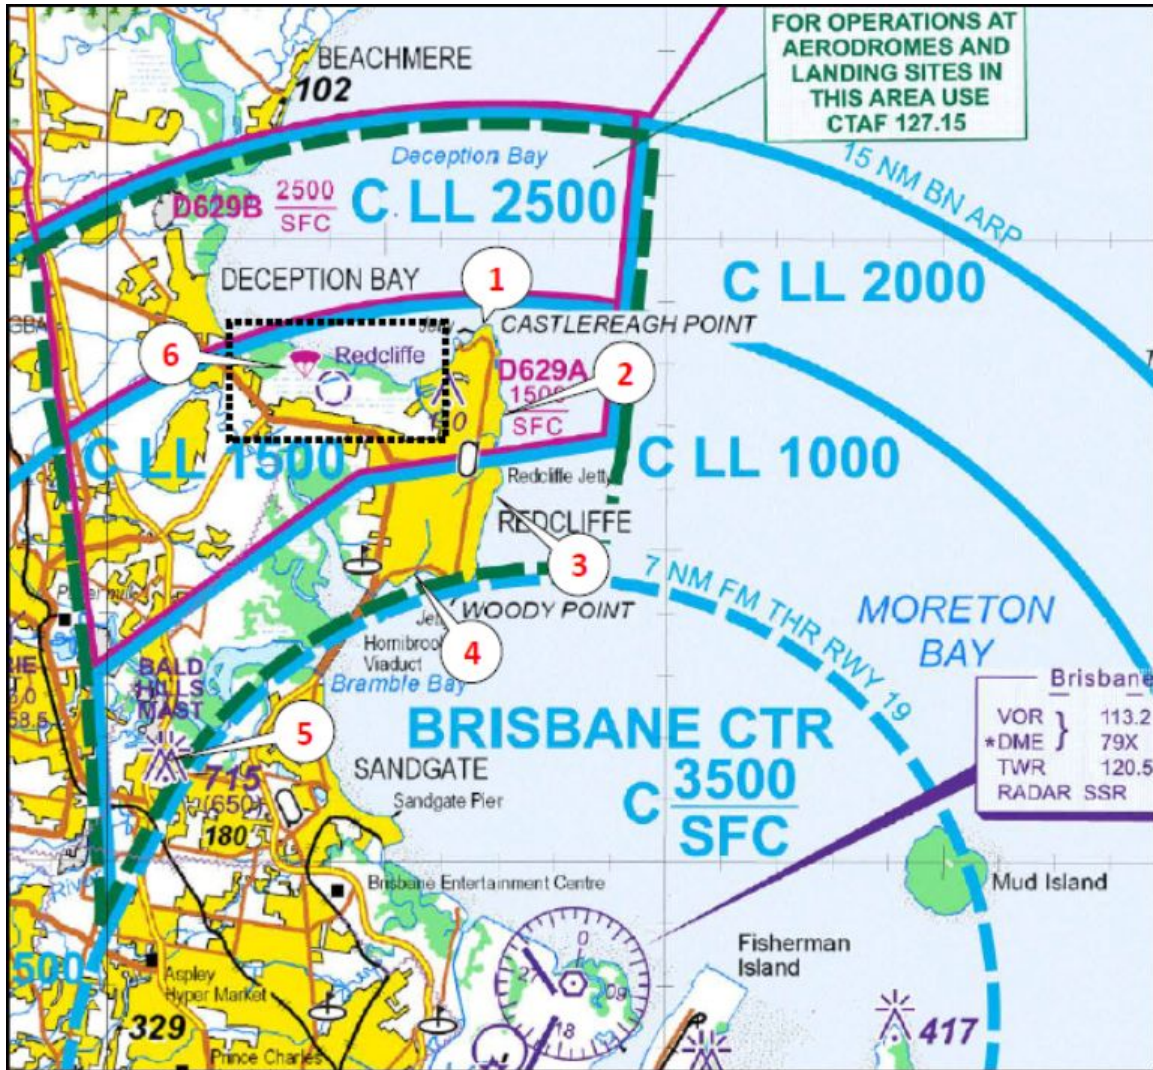 BEACHMERE
102
FOR OPERATIONS AT
AERODROMES AND
LANDING SITES IN
THIS AREA USE
CTAF 127.15
Deception Bay
15 NM BN ARP
D629B
2500
SFC
C LL 2500
DECEPTION BAY
1
C LL 2000
CASTLEREAGH POINT
6
Redcliffe
D629A
1500
SFC
2
C LL 1500
C LL 1000
Redcliffe Jetty
REDCLIFFE
3
7 NM FM THR RWY 19
WOODY POINT
4
MORETON
BAY
Hornibrook
Viaduct
Bramble Bay
BALD
HILLS
MAST
5
715
(650)
180
BRISBANE CTR
C
3500
SFC
SANDGATE
Sandgate Pier
Brisbane
VOR
113.2
*DME
79X
TWR
120.5
RADAR SSR
Brisbane Entertainment Centre
Mud Island
Fisherman
Island
500
Aspley
Hyper Market
0
27
09
18
329
417
Prince Charles